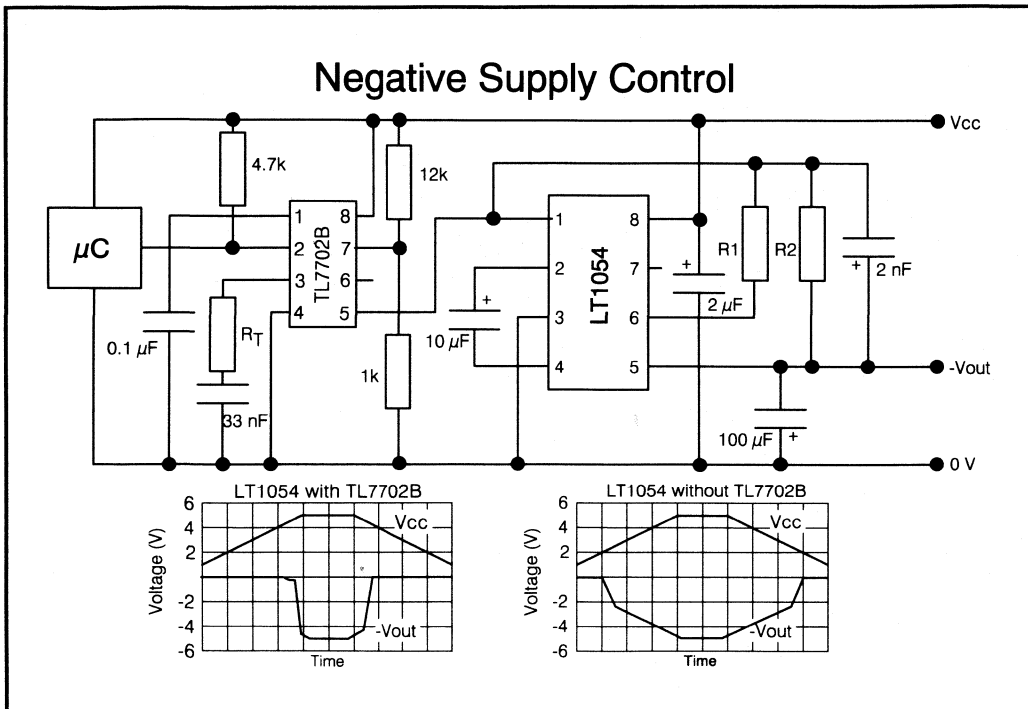 Negative Supply Control
Vcc
4.7k
12k
μC
1 8
2 7
3 6
4 5
TL7702B
1 8
2 7
3 6
4 5
LT1054
R1
R2
+ 2 nF
+
2 μF
+
10 μF
0.1 μF
RT
33 nF
1k
-Vout
100 μF +
0 V
LT1054 with TL7702B
6
4
2
-2
-4
-6
Voltage (V)
Vcc
-Vout
Time
LT1054 without TL7702B
6
4
2
-2
-4
-6
Voltage (V)
Vcc
-Vout
Time